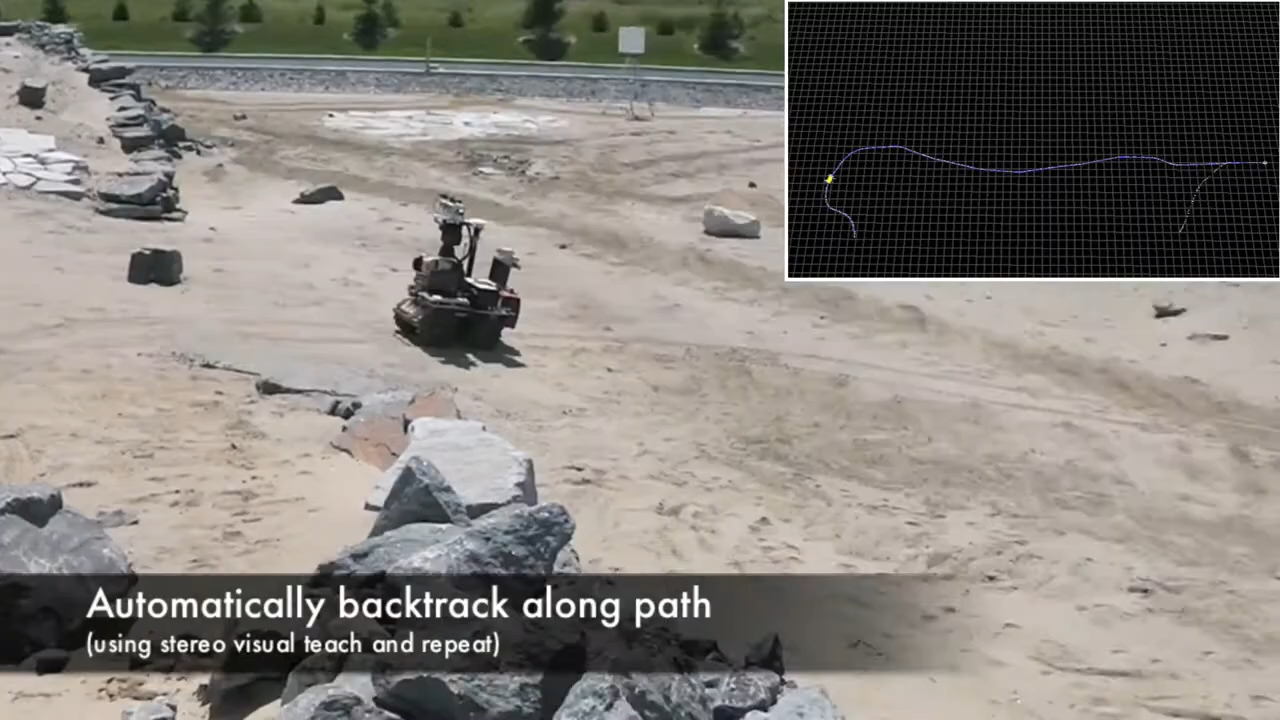 Automatically backtrack along path
(using stereo visual teach and repeat)